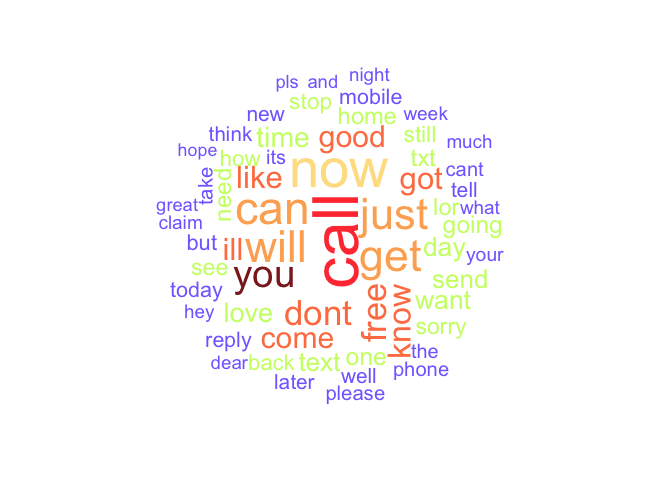 night
pls and
stop mobile
new home week
think time good still much
hope how its txt cant
take like now got tell
great need can call just lor what
claim going
but ill will get day your
see you
today send
want
hey love dont free know sorry
reply come the
dear back text one phone
later well
please